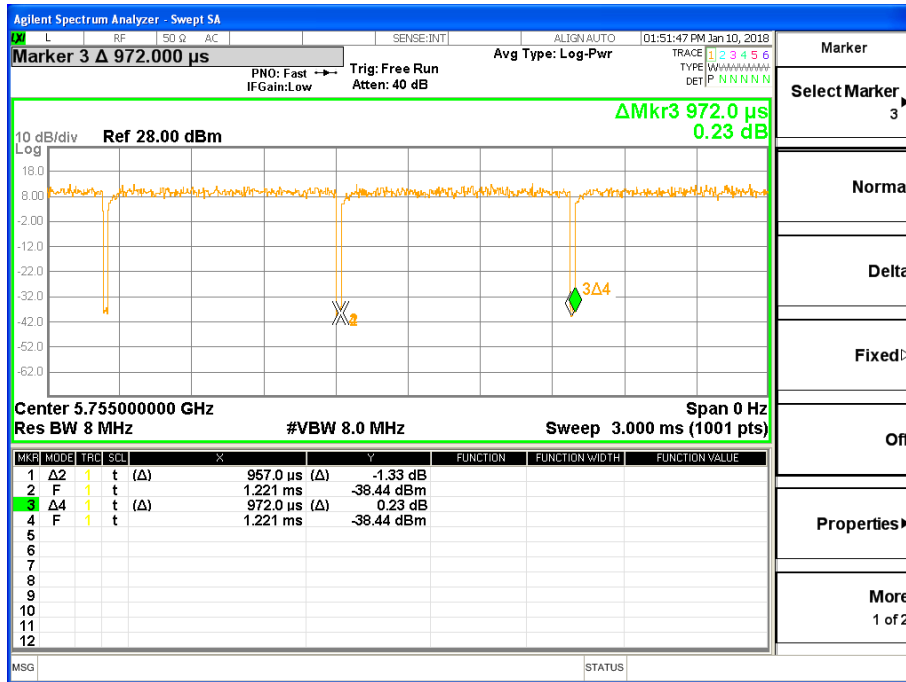 Agilent Spectrum Analyzer - Swept SA
LXI L RF 50 Ω AC SENSE:INT ALIGN AUTO 01:51:47 PM Jan 10, 2018
Marker 3 Δ 972.000 µs
PNO: Fast
IFGain:Low
Trig: Free Run
Atten: 40 dB
Avg Type: Log-Pwr
TRACE 1 2 3 4 5 6
TYPE WWWWWW
DET P N N N N N
ΔMkr3 972.0 µs
0.23 dB
10 dB/div Ref 28.00 dBm
Log
18.0
8.00
-2.00
-12.0
-22.0
-32.0
-42.0
-52.0
-62.0
3Δ4
Center 5.755000000 GHz Span 0 Hz
Res BW 8 MHz #VBW 8.0 MHz Sweep 3.000 ms (1001 pts)
MKR MODE TRC SCL X Y FUNCTION FUNCTION WIDTH FUNCTION VALUE
1 Δ2 1 t (Δ) 957.0 µs (Δ) -1.33 dB
2 F 1 t 1.221 ms -38.44 dBm
3 Δ4 1 t (Δ) 972.0 µs (Δ) 0.23 dB
4 F 1 t 1.221 ms -38.44 dBm
5
6
7
8
9
10
11
12
MSG STATUS
Marker
Select Marker
3
Norma
Delta
Fixed
Off
Properties
More
1 of 2